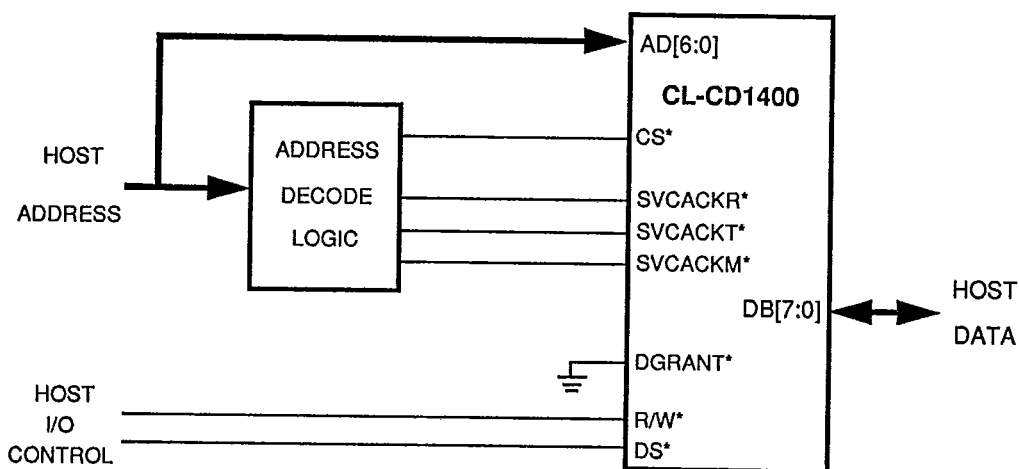 AD[6:0]
CL-CD1400
HOST
ADDRESS
ADDRESS
DECODE
LOGIC
CS*
SVCACKR*
SVCACKT*
SVCACKM*
DB[7:0]
HOST
DATA
DGRANT*
HOST
I/O
CONTROL
R/W*
DS*